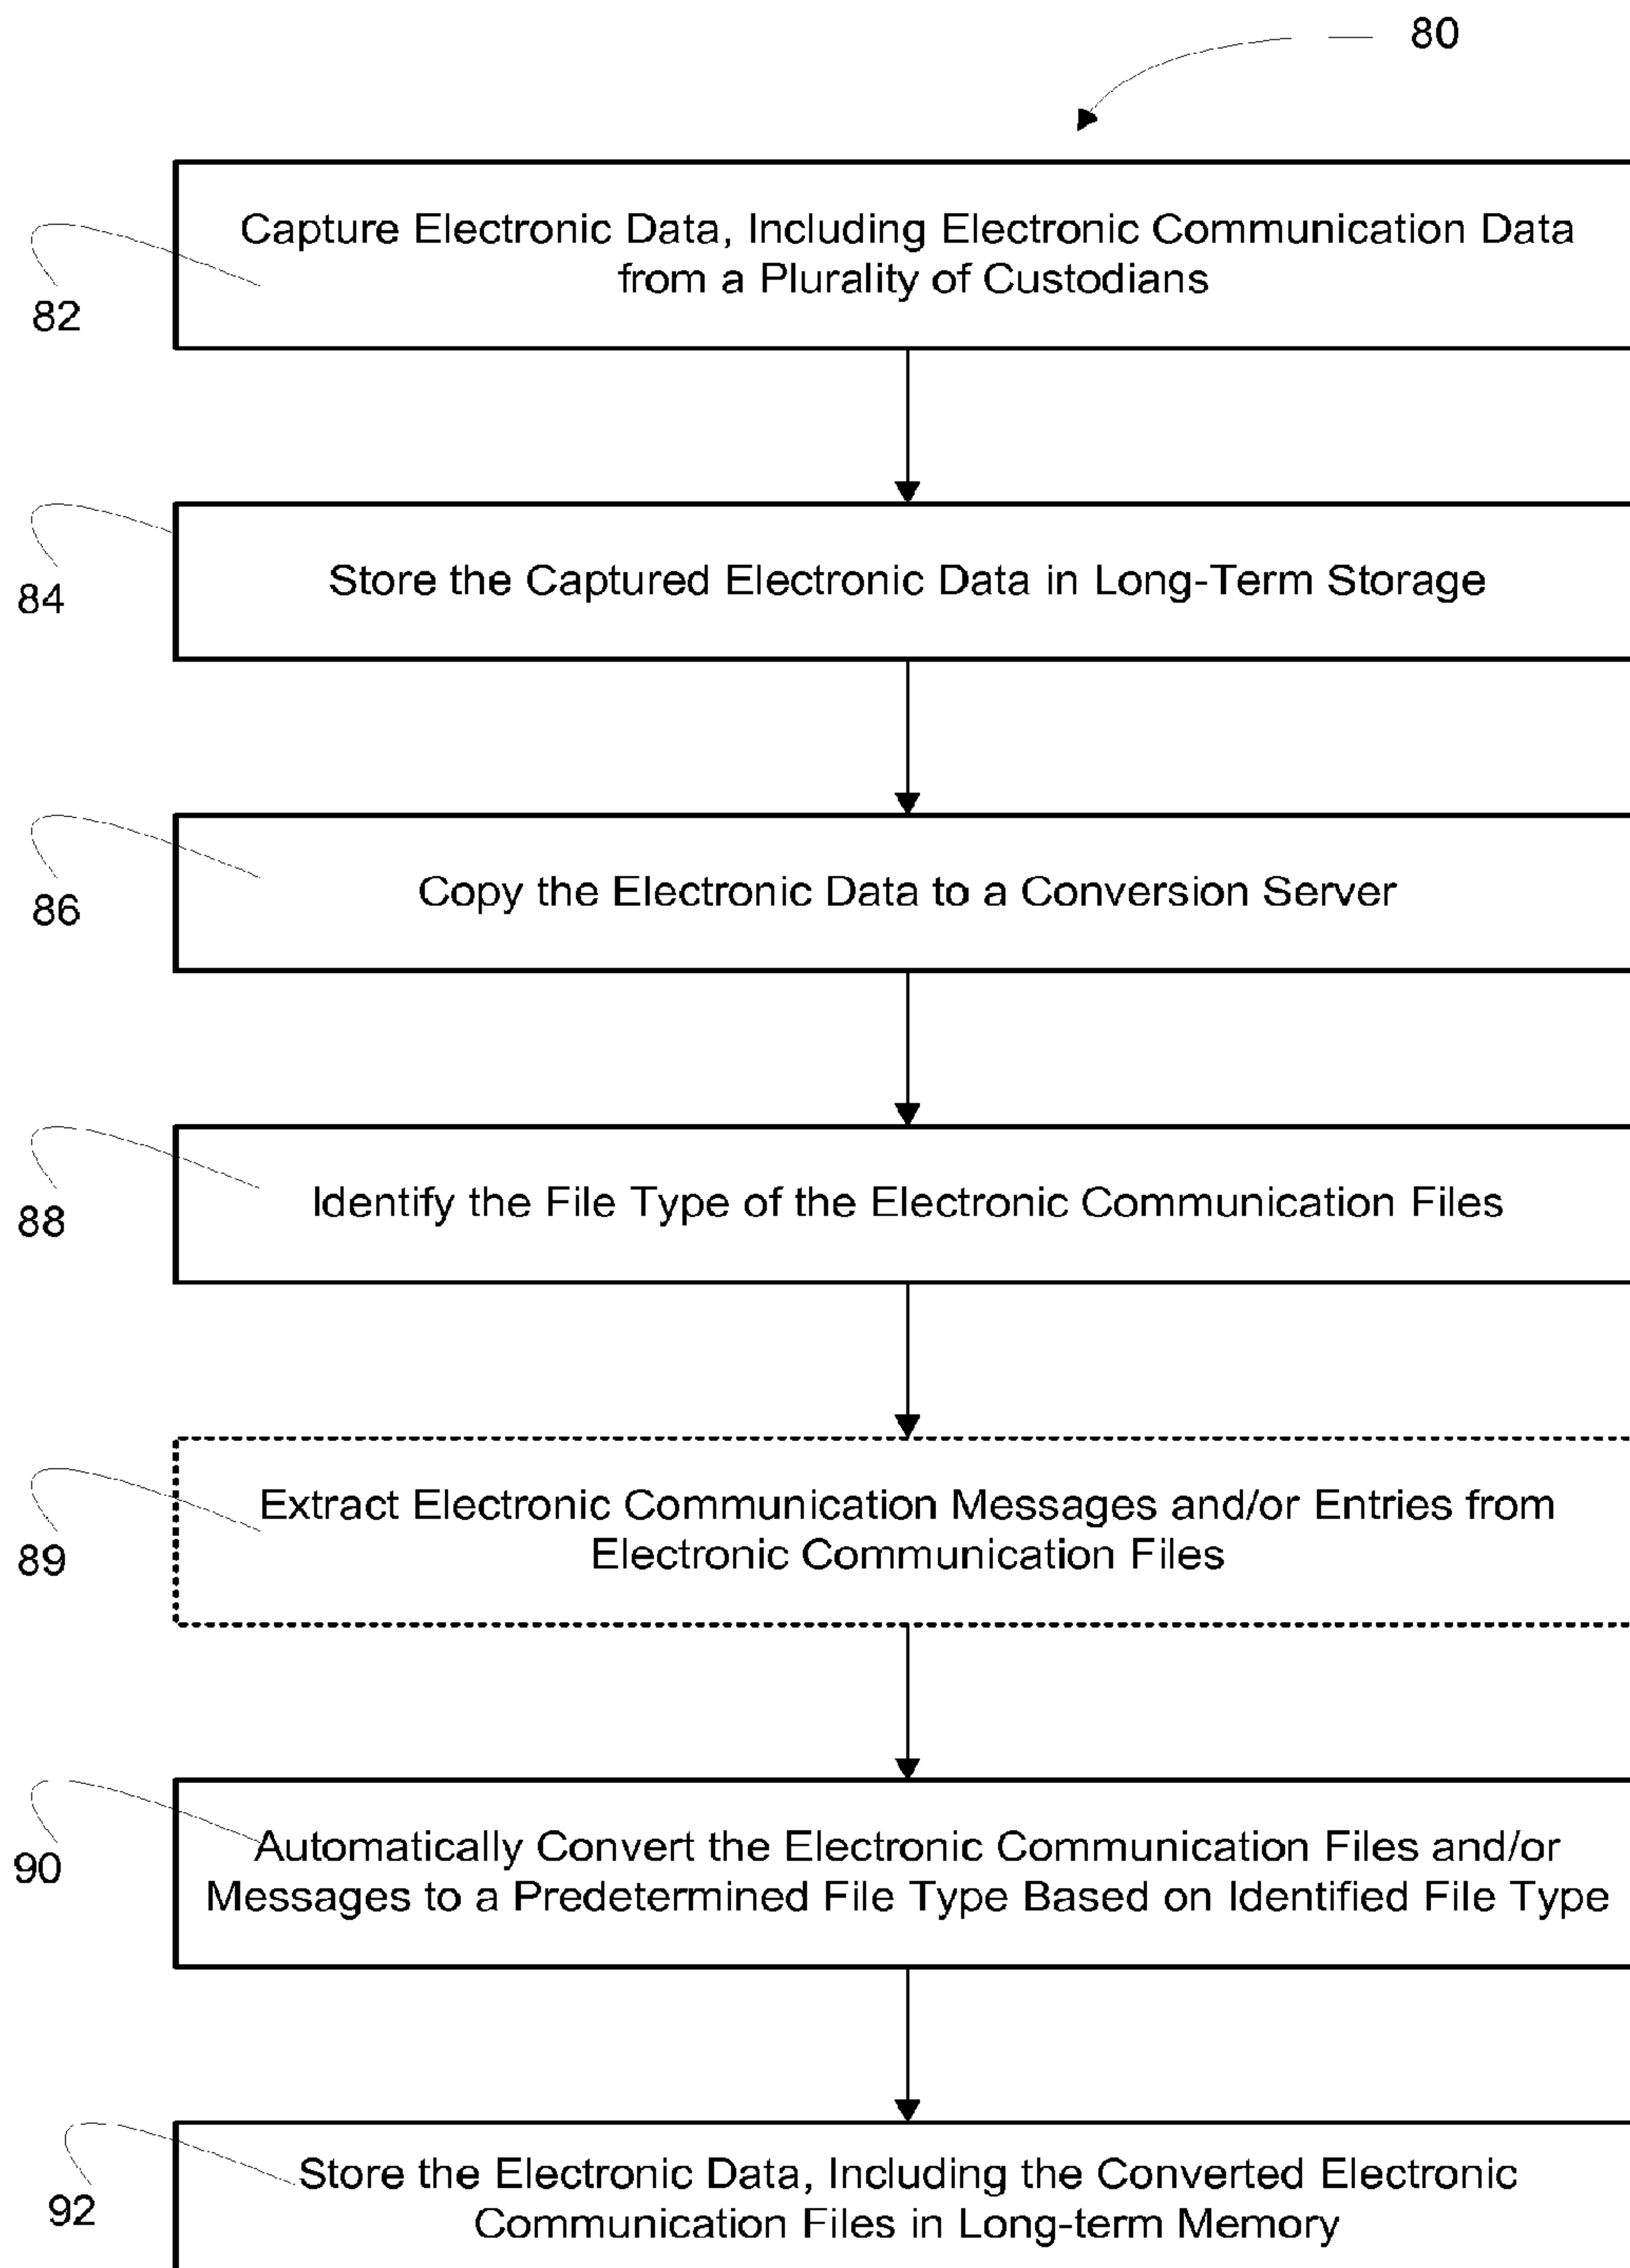 80
Capture Electronic Data, Including Electronic Communication Data
from a Plurality of Custodians
82
Store the Captured Electronic Data in Long-Term Storage
84
Copy the Electronic Data to a Conversion Server
86
Identify the File Type of the Electronic Communication Files
88
Extract Electronic Communication Messages and/or Entries from
Electronic Communication Files
89
Automatically Convert the Electronic Communication Files and/or
Messages to a Predetermined File Type Based on Identified File Type
90
Store the Electronic Data, Including the Converted Electronic
Communication Files in Long-term Memory
92